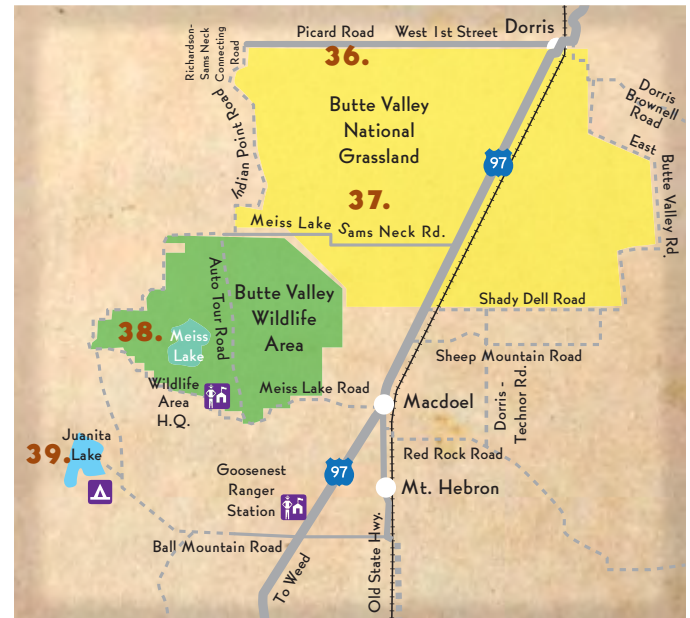 Picard Road
West 1st Street
Dorris
Richardson-
Sams Neck
Connecting
Road
36.
Butte Valley
National
Grassland
Dorris
Brownell
Road
East
Butte Valley Rd.
Indian Point Road
97
37.
Meiss Lake Sams Neck Rd.
Auto Tour Road
Butte Valley
Wildlife
Area
Shady Dell Road
38.
Meiss
Lake
Sheep Mountain Road
Wildlife
Area
H.Q.
Meiss Lake Road
Macdoel
Dorris -
Technor Rd.
Juanita
Lake
39.
Red Rock Road
Goosenest
Ranger
Station
97
Mt. Hebron
Ball Mountain Road
To Weed
Old State Hwy.